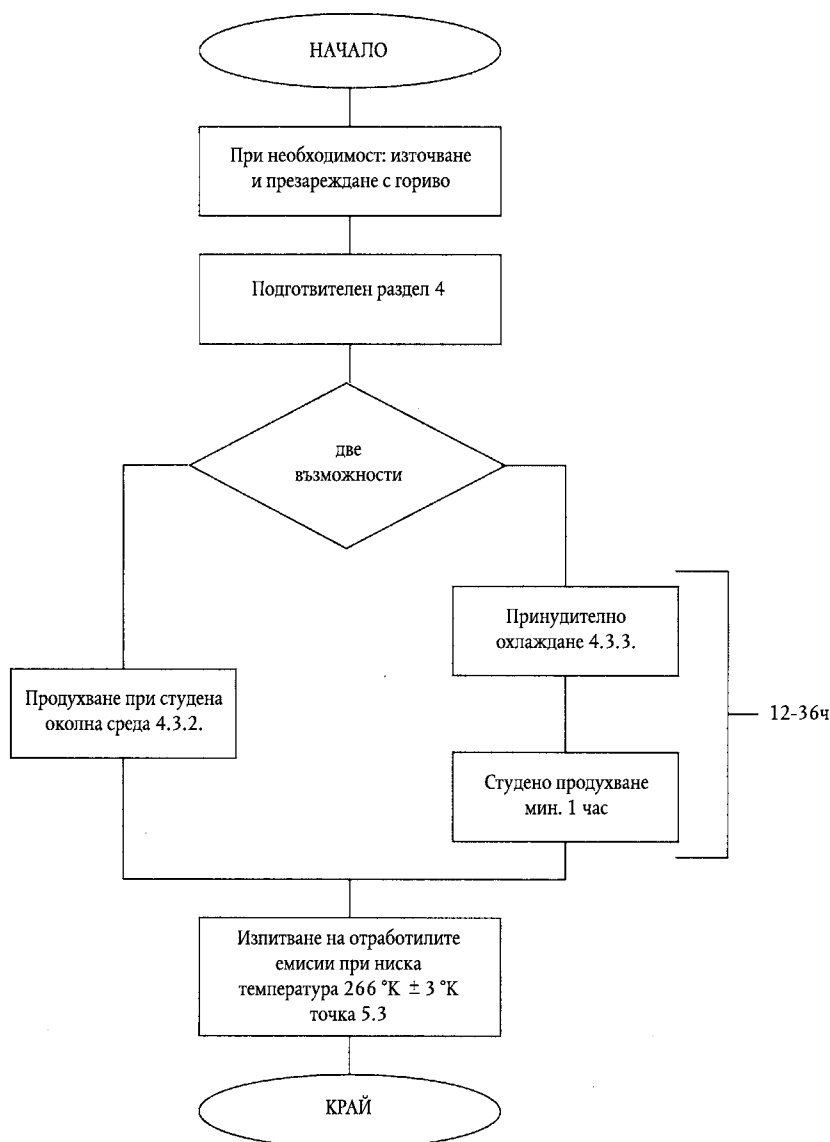 НАЧАЛО
При необходимост: източване
и презареждане с гориво
Подготвителен раздел 4
две
възможности
Принудително
охлаждане 4.3.3.
Продухване при студена
околна среда 4.3.2.
12-36ч
Студено продухване
мин. 1 час
Изпитване на отработилите
емисии при ниска
температура 266 °K ± 3 °K
точка 5.3
КРАЙ